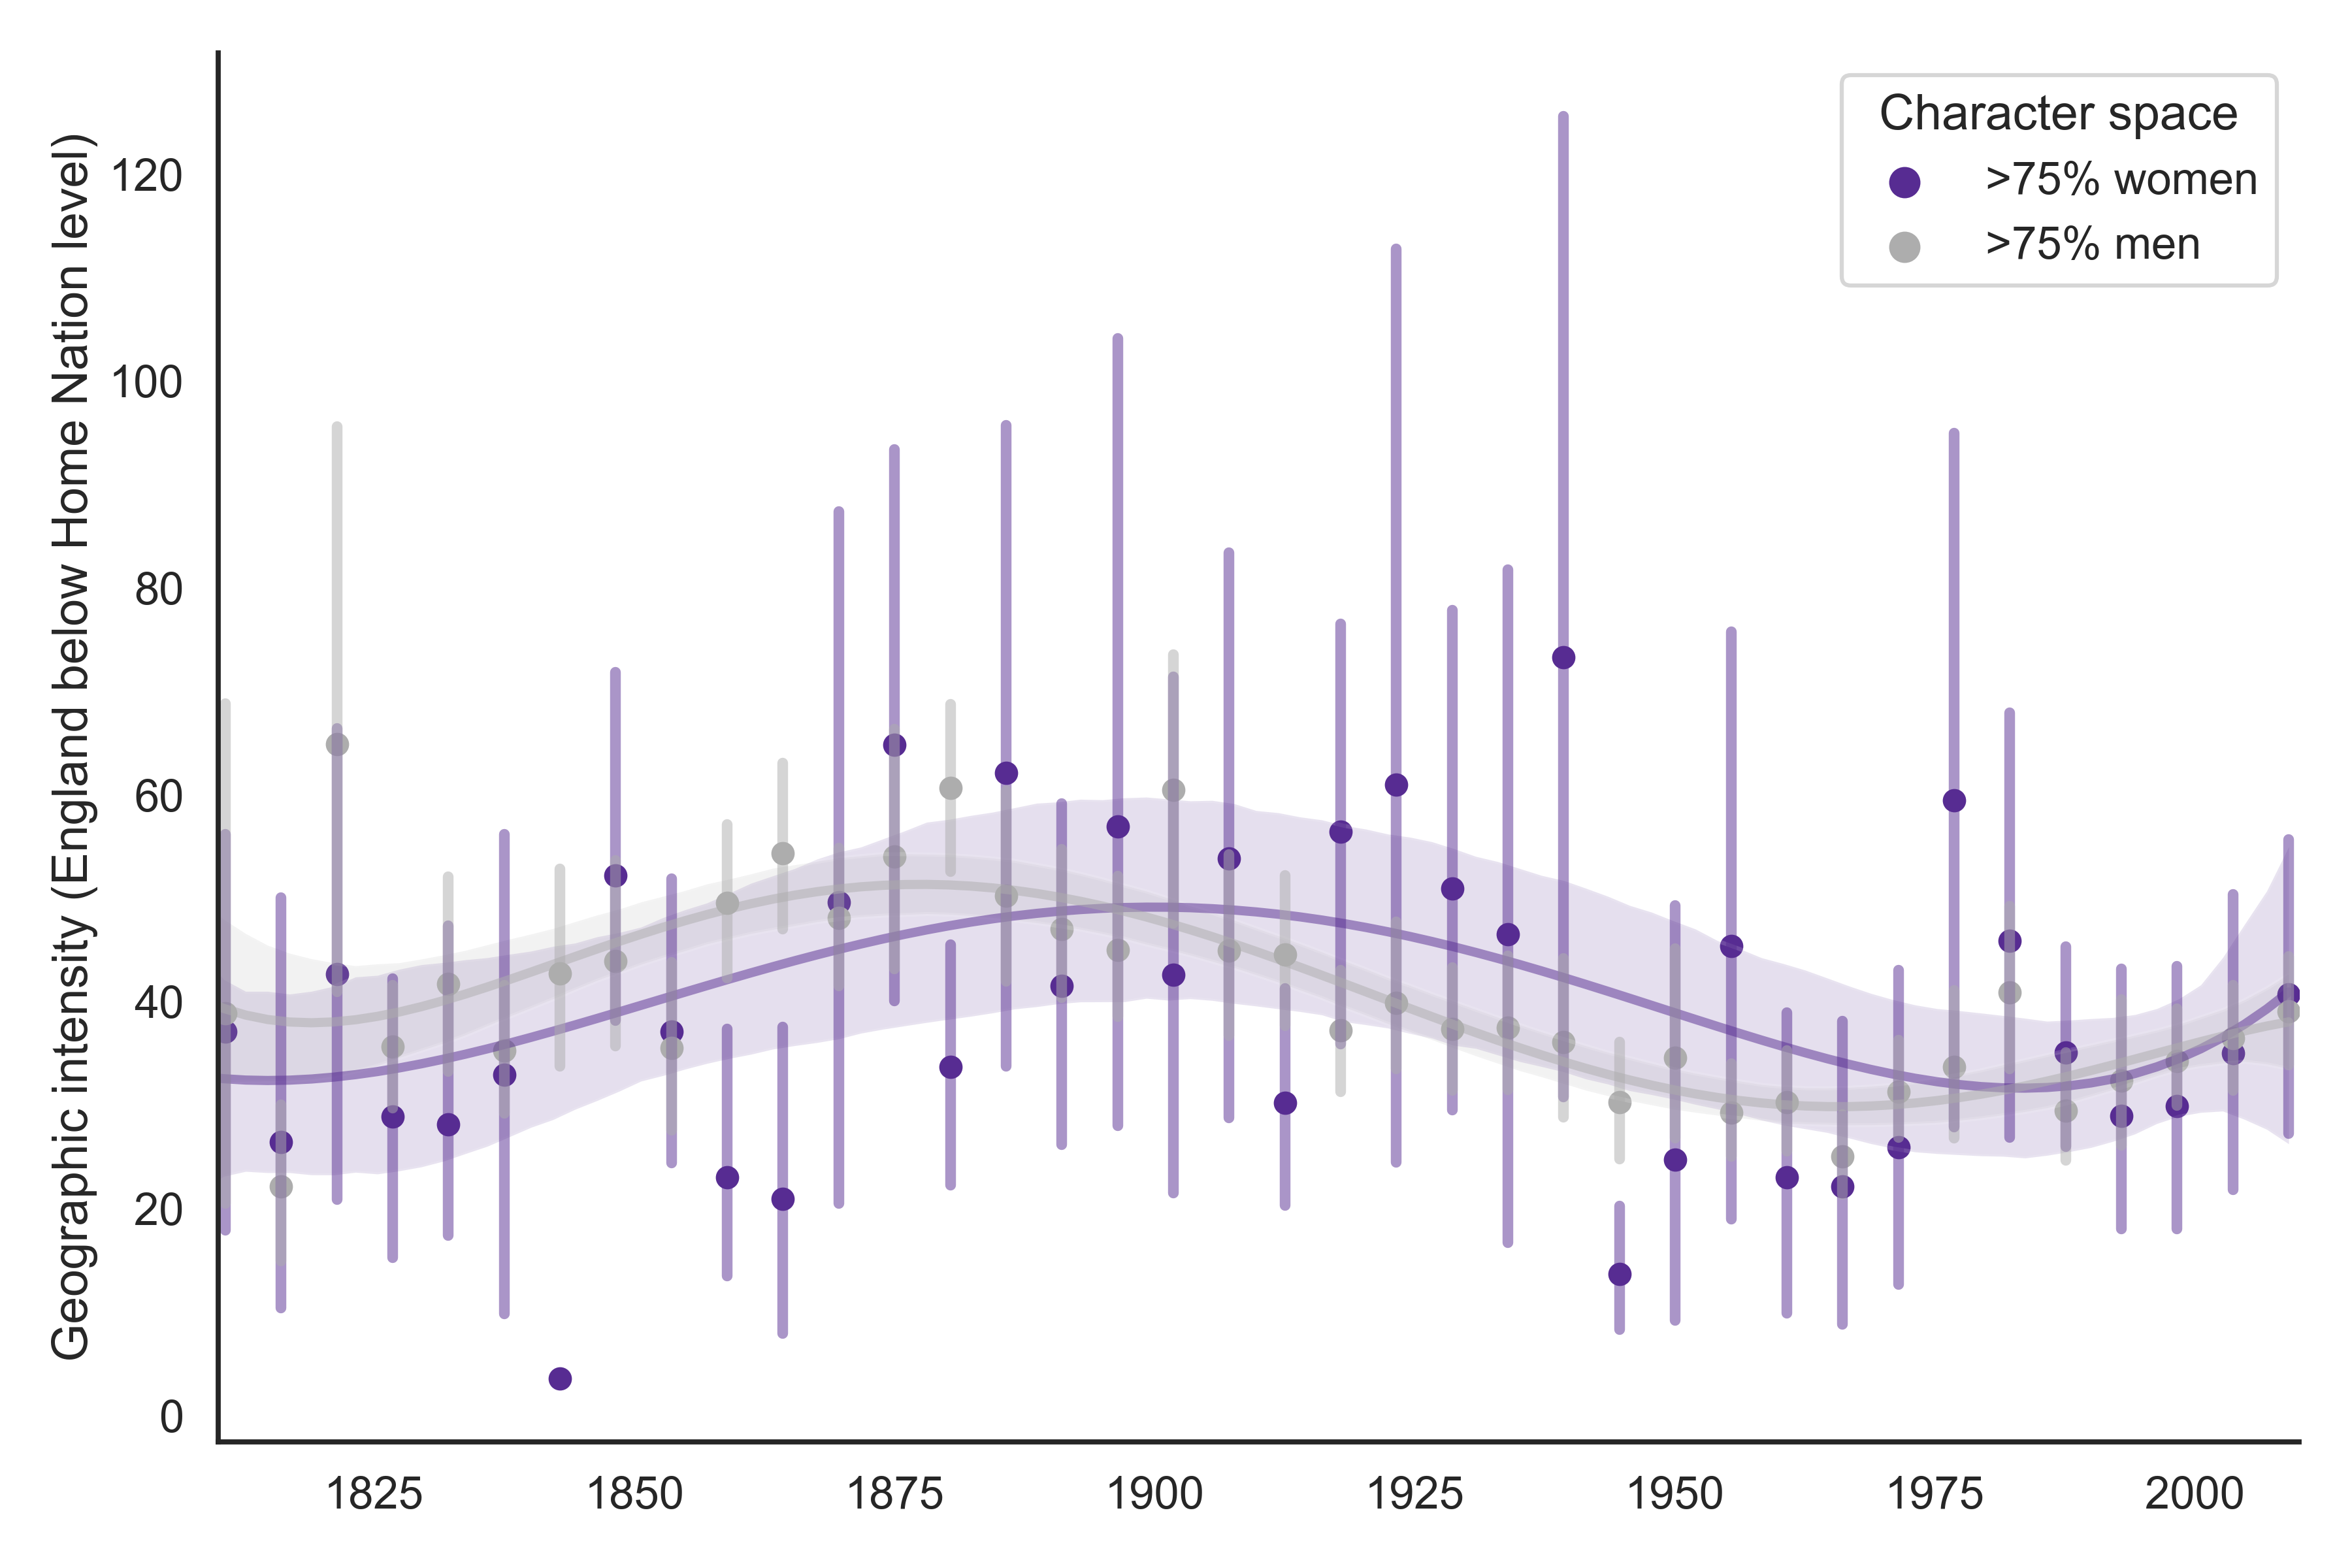 Geographic intensity (England below Home Nation level)
120
100
80
60
40
20
0
Character space
>75% women
>75% men
1825 1850 1875 1900 1925 1950 1975 2000